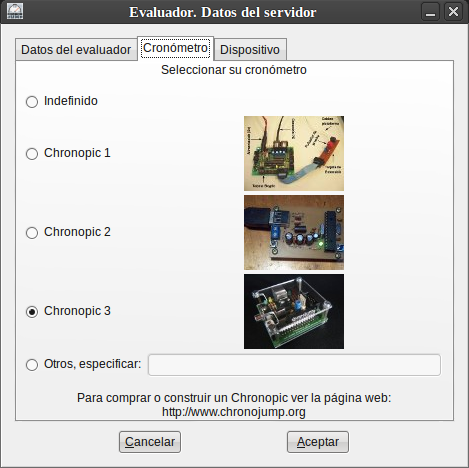 Evaluador. Datos del servidor
Datos del evaluador Cronómetro Dispositivo
Seleccionar su cronómetro
Indefinido
Chronopic 1
Chronopic 2
Chronopic 3
Otros, especificar:
Para comprar o construir un Chronopic ver la página web:
http://www.chronojump.org
Cancelar Aceptar